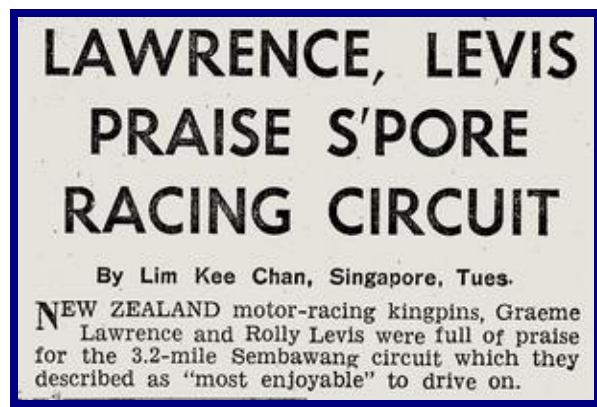 LAWRENCE, LEVIS
PRAISE S'PORE
RACING CIRCUIT
By Lim Kee Chan, Singapore, Tues.
NEW ZEALAND motor-racing kingpins, Graeme
Lawrence and Rolly Levis were full of praise
for the 3.2-mile Sembawang circuit which they
described as "most enjoyable" to drive on.